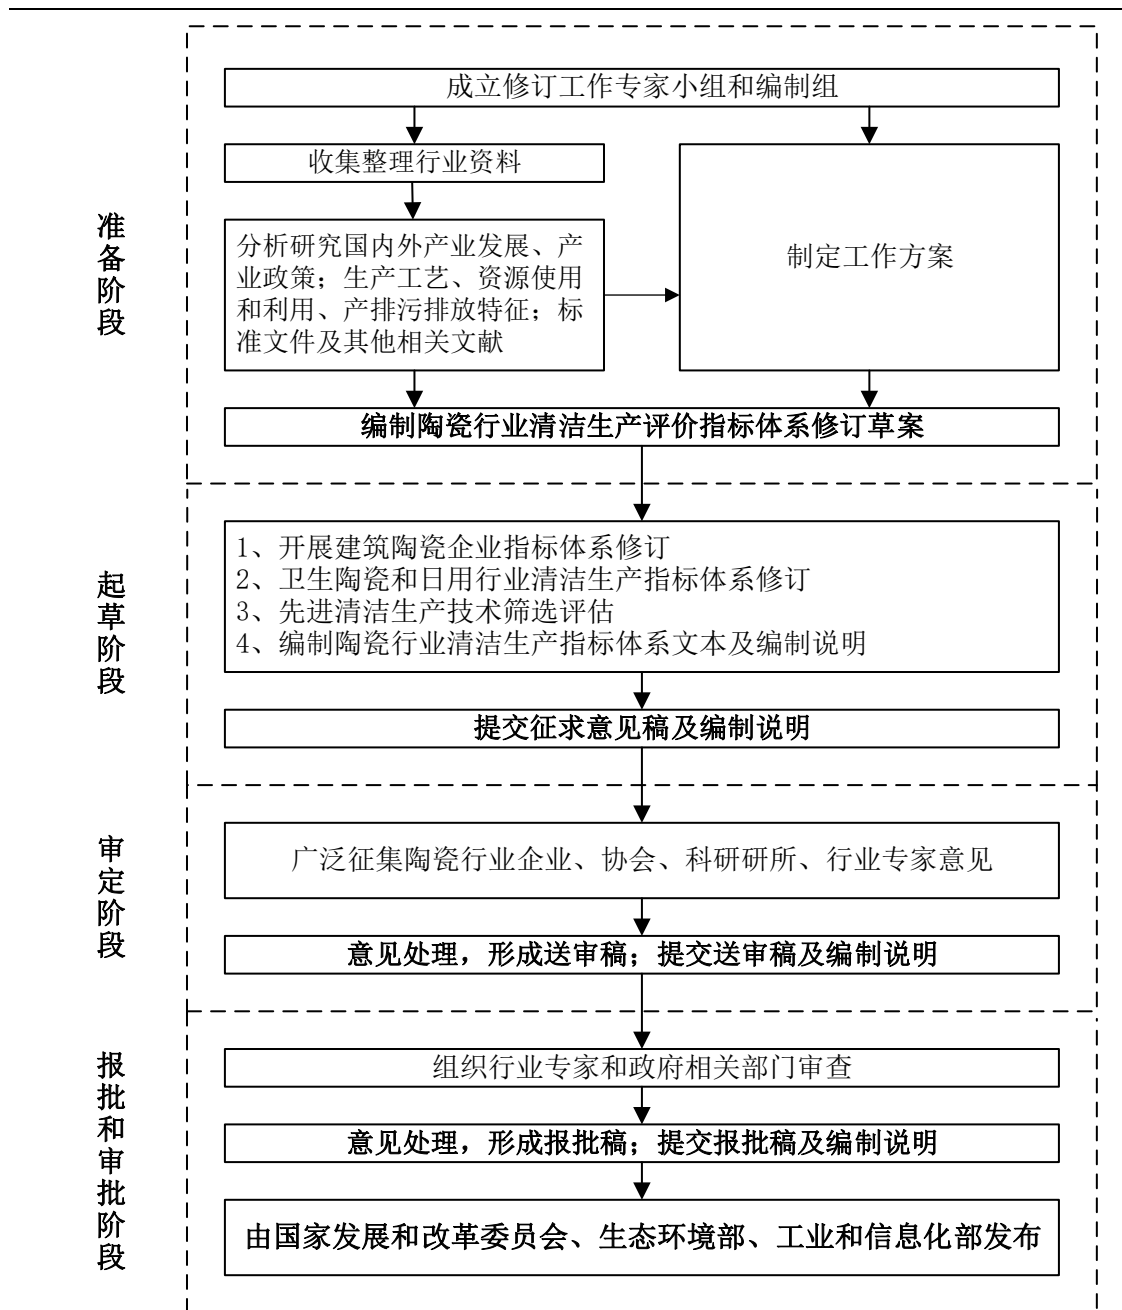 准备阶段
成立修订工作专家小组和编制组
收集整理行业资料
分析研究国内外产业发展、产
业政策；生产工艺、资源使用
和利用、产排污排放特征；标
准文件及其他相关文献
制定工作方案
编制陶瓷行业清洁生产评价指标体系修订草案
起草阶段
1、开展建筑陶瓷企业指标体系修订
2、卫生陶瓷和日用行业清洁生产指标体系修订
3、先进清洁生产技术筛选评估
4、编制陶瓷行业清洁生产指标体系文本及编制说明
提交征求意见稿及编制说明
审定阶段
广泛征集陶瓷行业企业、协会、科研研所、行业专家意见
意见处理，形成送审稿；提交送审稿及编制说明
报批和审批阶段
组织行业专家和政府相关部门审查
意见处理，形成报批稿；提交报批稿及编制说明
由国家发展和改革委员会、生态环境部、工业和信息化部发布